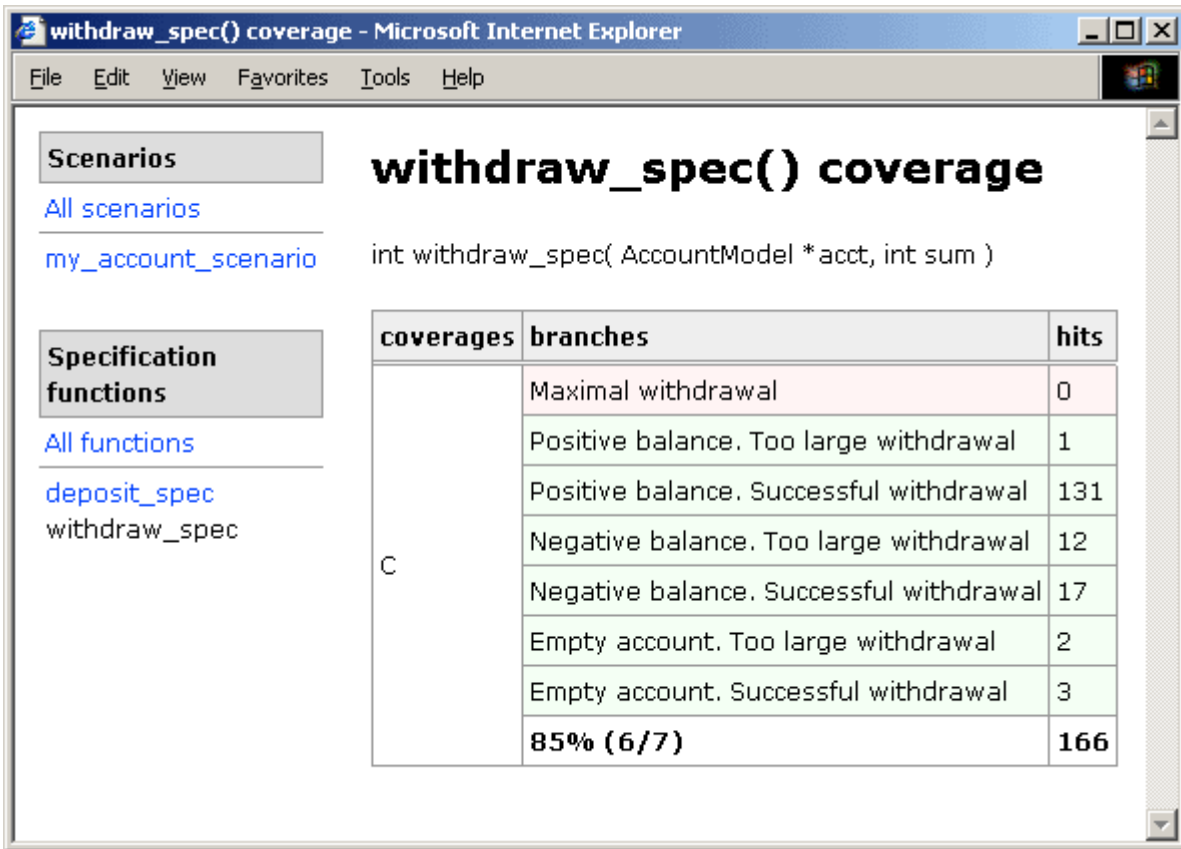 withdraw_spec() coverage - Microsoft Internet Explorer
File Edit View Favorites Tools Help
Scenarios
All scenarios
my_account_scenario
Specification
functions
All functions
deposit_spec
withdraw_spec
withdraw_spec() coverage
int withdraw_spec( AccountModel *acct, int sum )
coverages branches hits
C
Maximal withdrawal 0
Positive balance. Too large withdrawal 1
Positive balance. Successful withdrawal 131
Negative balance. Too large withdrawal 12
Negative balance. Successful withdrawal 17
Empty account. Too large withdrawal 2
Empty account. Successful withdrawal 3
85% (6/7) 166